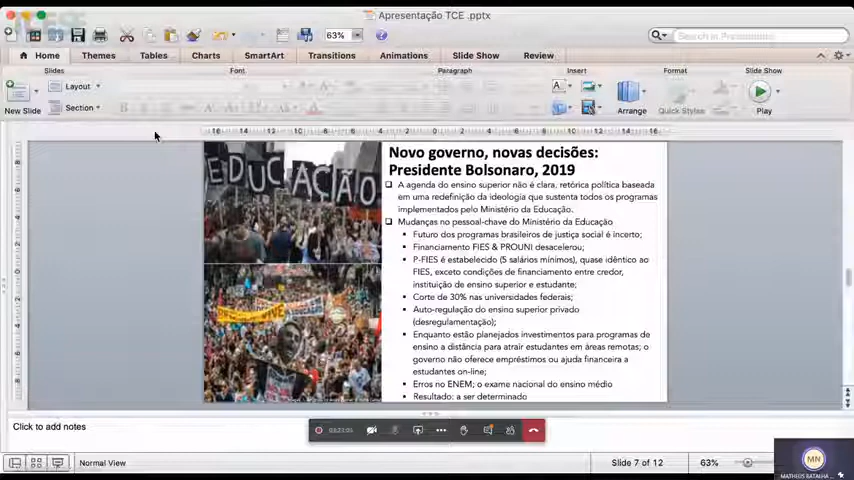 Apresentação TCE .pptx
63%
Search in Presentation
Home
Themes
Tables
Charts
SmartArt
Transitions
Animations
Slide Show
Review
Slides
Font
Paragraph
Insert
Format
Slide Show
New Slide
Layout
Section
Arrange
Quick Styles
Play
EDUCAÇÃO
Novo governo, novas decisões:
Presidente Bolsonaro, 2019
A agenda do ensino superior não é clara, retórica política baseada
em uma redefinição da ideologia que sustenta todos os programas
implementados pelo Ministério da Educação.
Mudanças no pessoal-chave do Ministério da Educação
Futuro dos programas brasileiros de justiça social é incerto;
Financiamento FIES & PROUNI desacelerou;
P-FIES é estabelecido (5 salários mínimos), quase idêntico ao
FIES, exceto condições de financiamento entre credor,
instituição de ensino superior e estudante;
Corte de 30% nas universidades federais;
Auto-regulação do ensino superior privado
(desregulamentação);
Enquanto estão planejados investimentos para programas de
ensino a distância para atrair estudantes em áreas remotas; o
governo não oferece empréstimos ou ajuda financeira a
estudantes on-line;
Erros no ENEM; o exame nacional do ensino médio
Resultado: a ser determinado
Click to add notes
Normal View
Slide 7 of 12
63%
MN
MATHEUS BATALHA